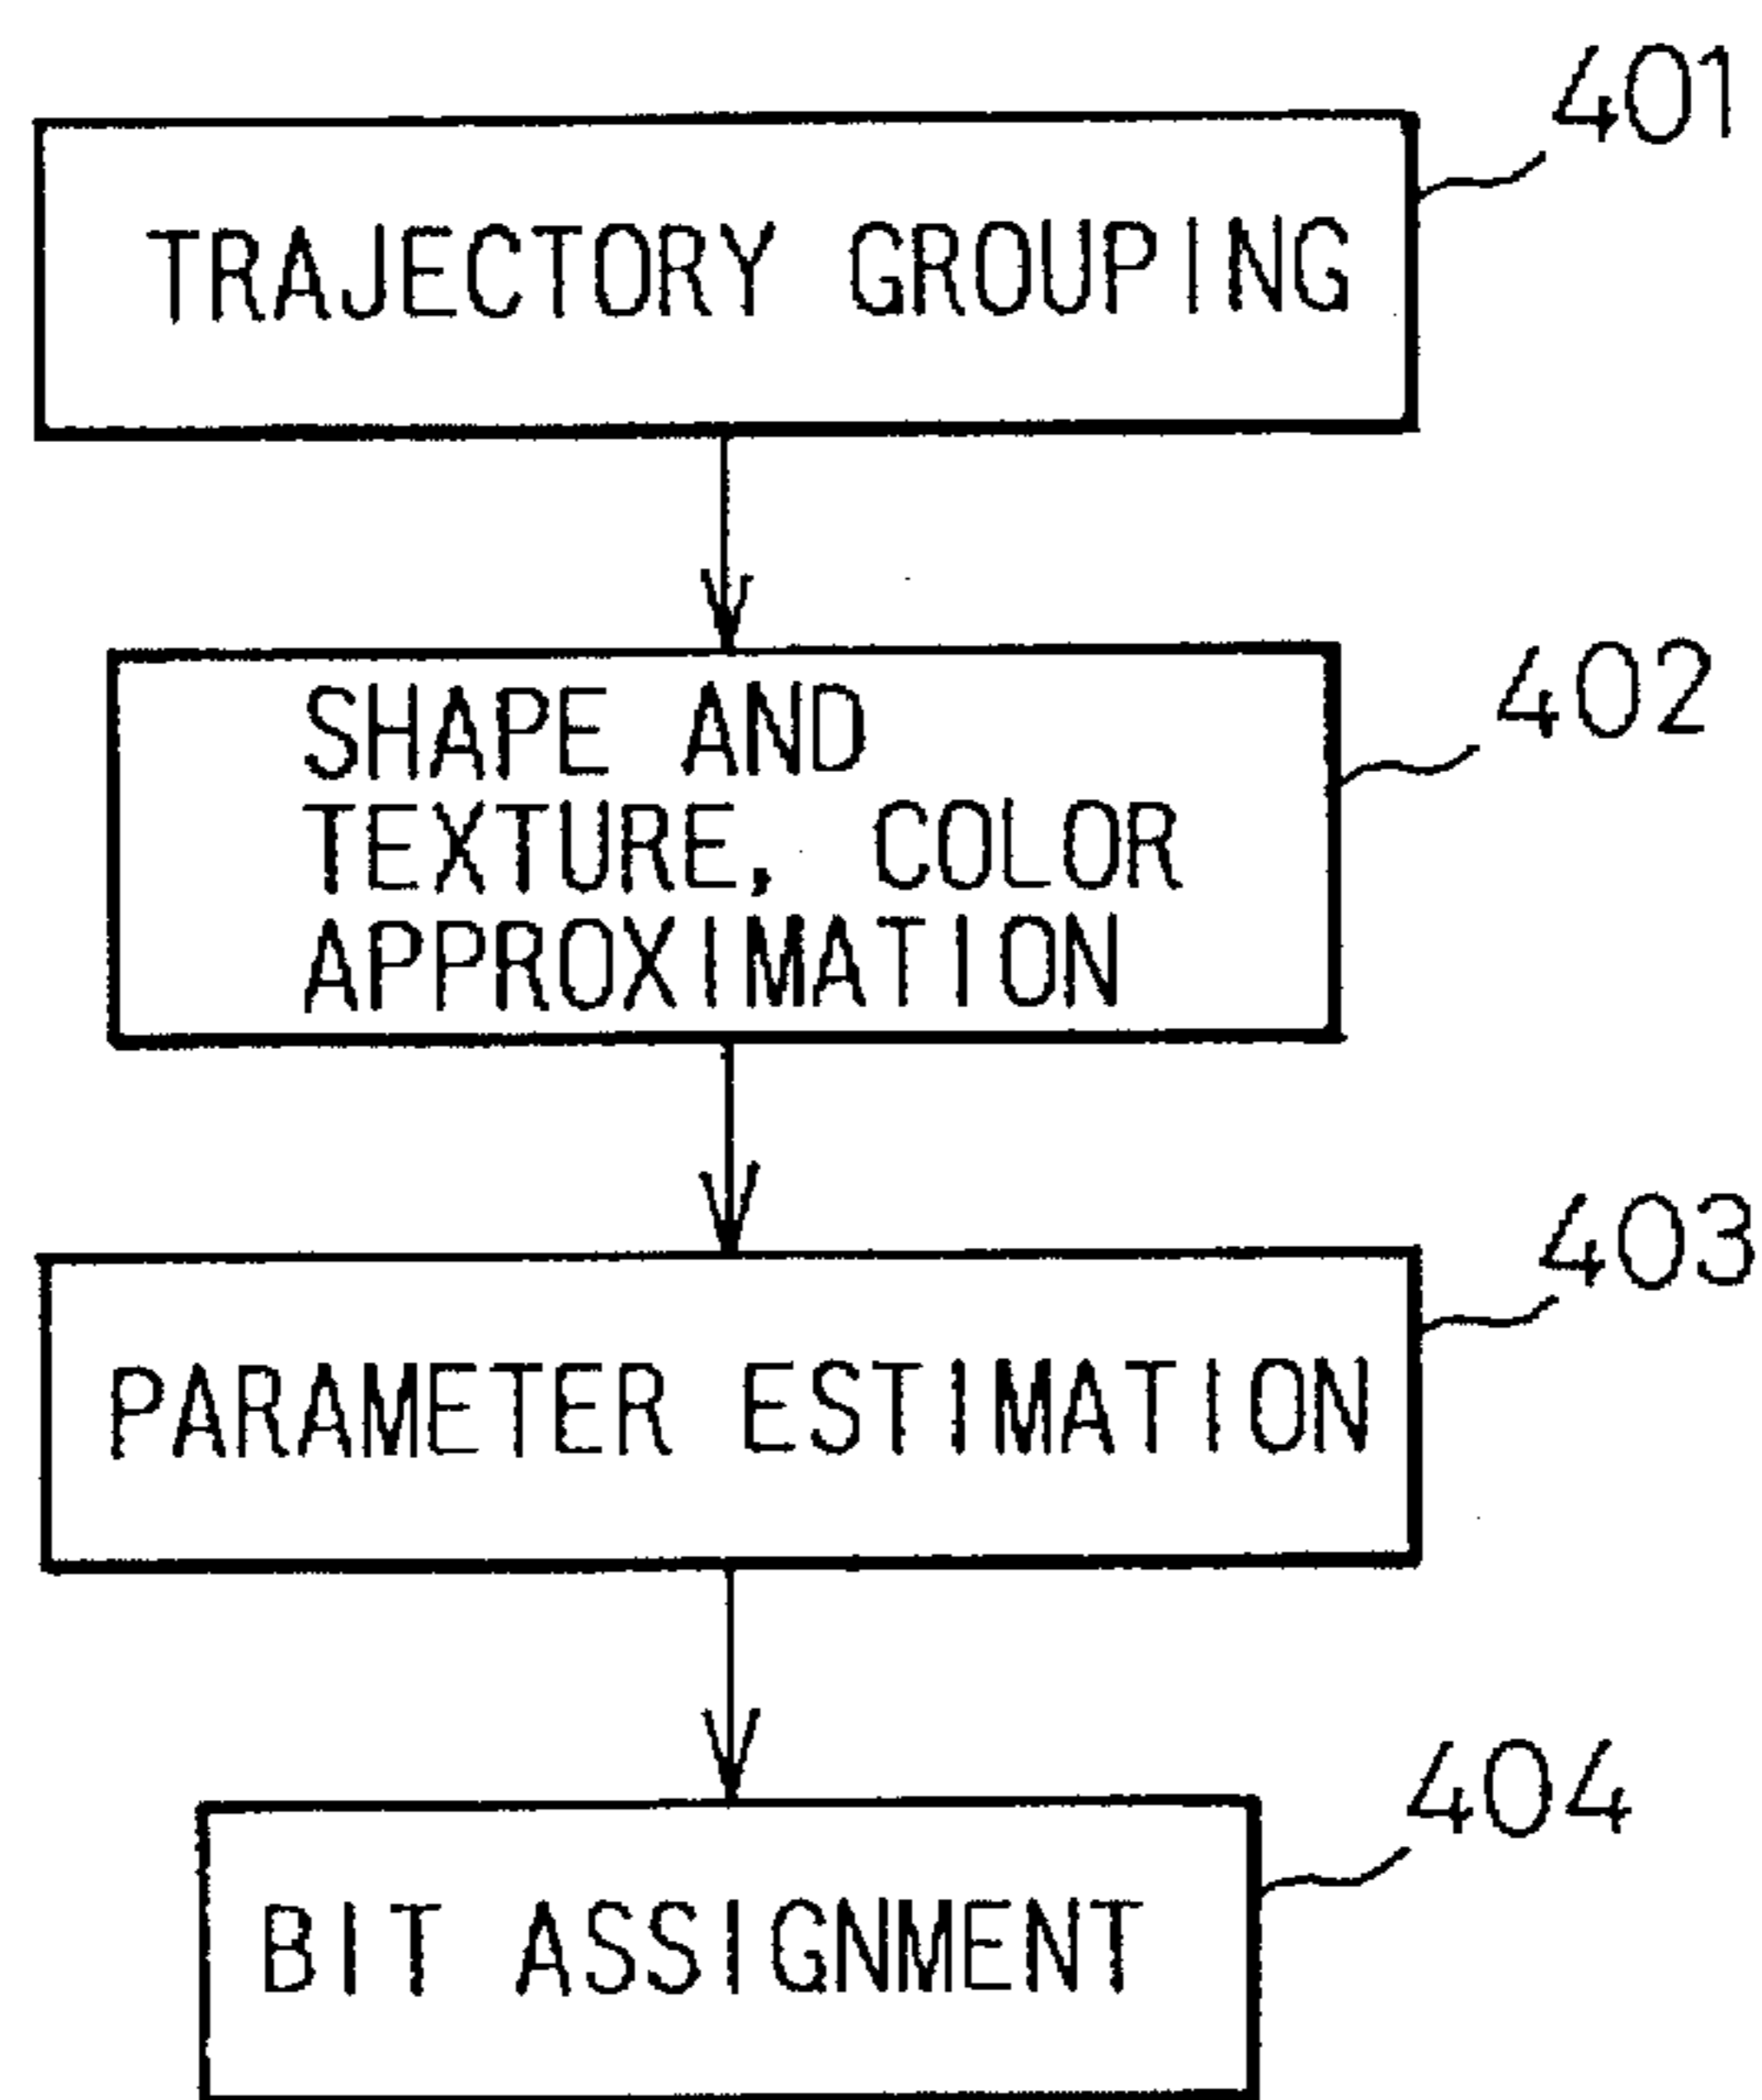 401
TRAJECTORY GROUPING
402
SHAPE AND
TEXTURE, COLOR
APPROXIMATION
403
PARAMETER ESTIMATION
404
BIT ASSIGNMENT